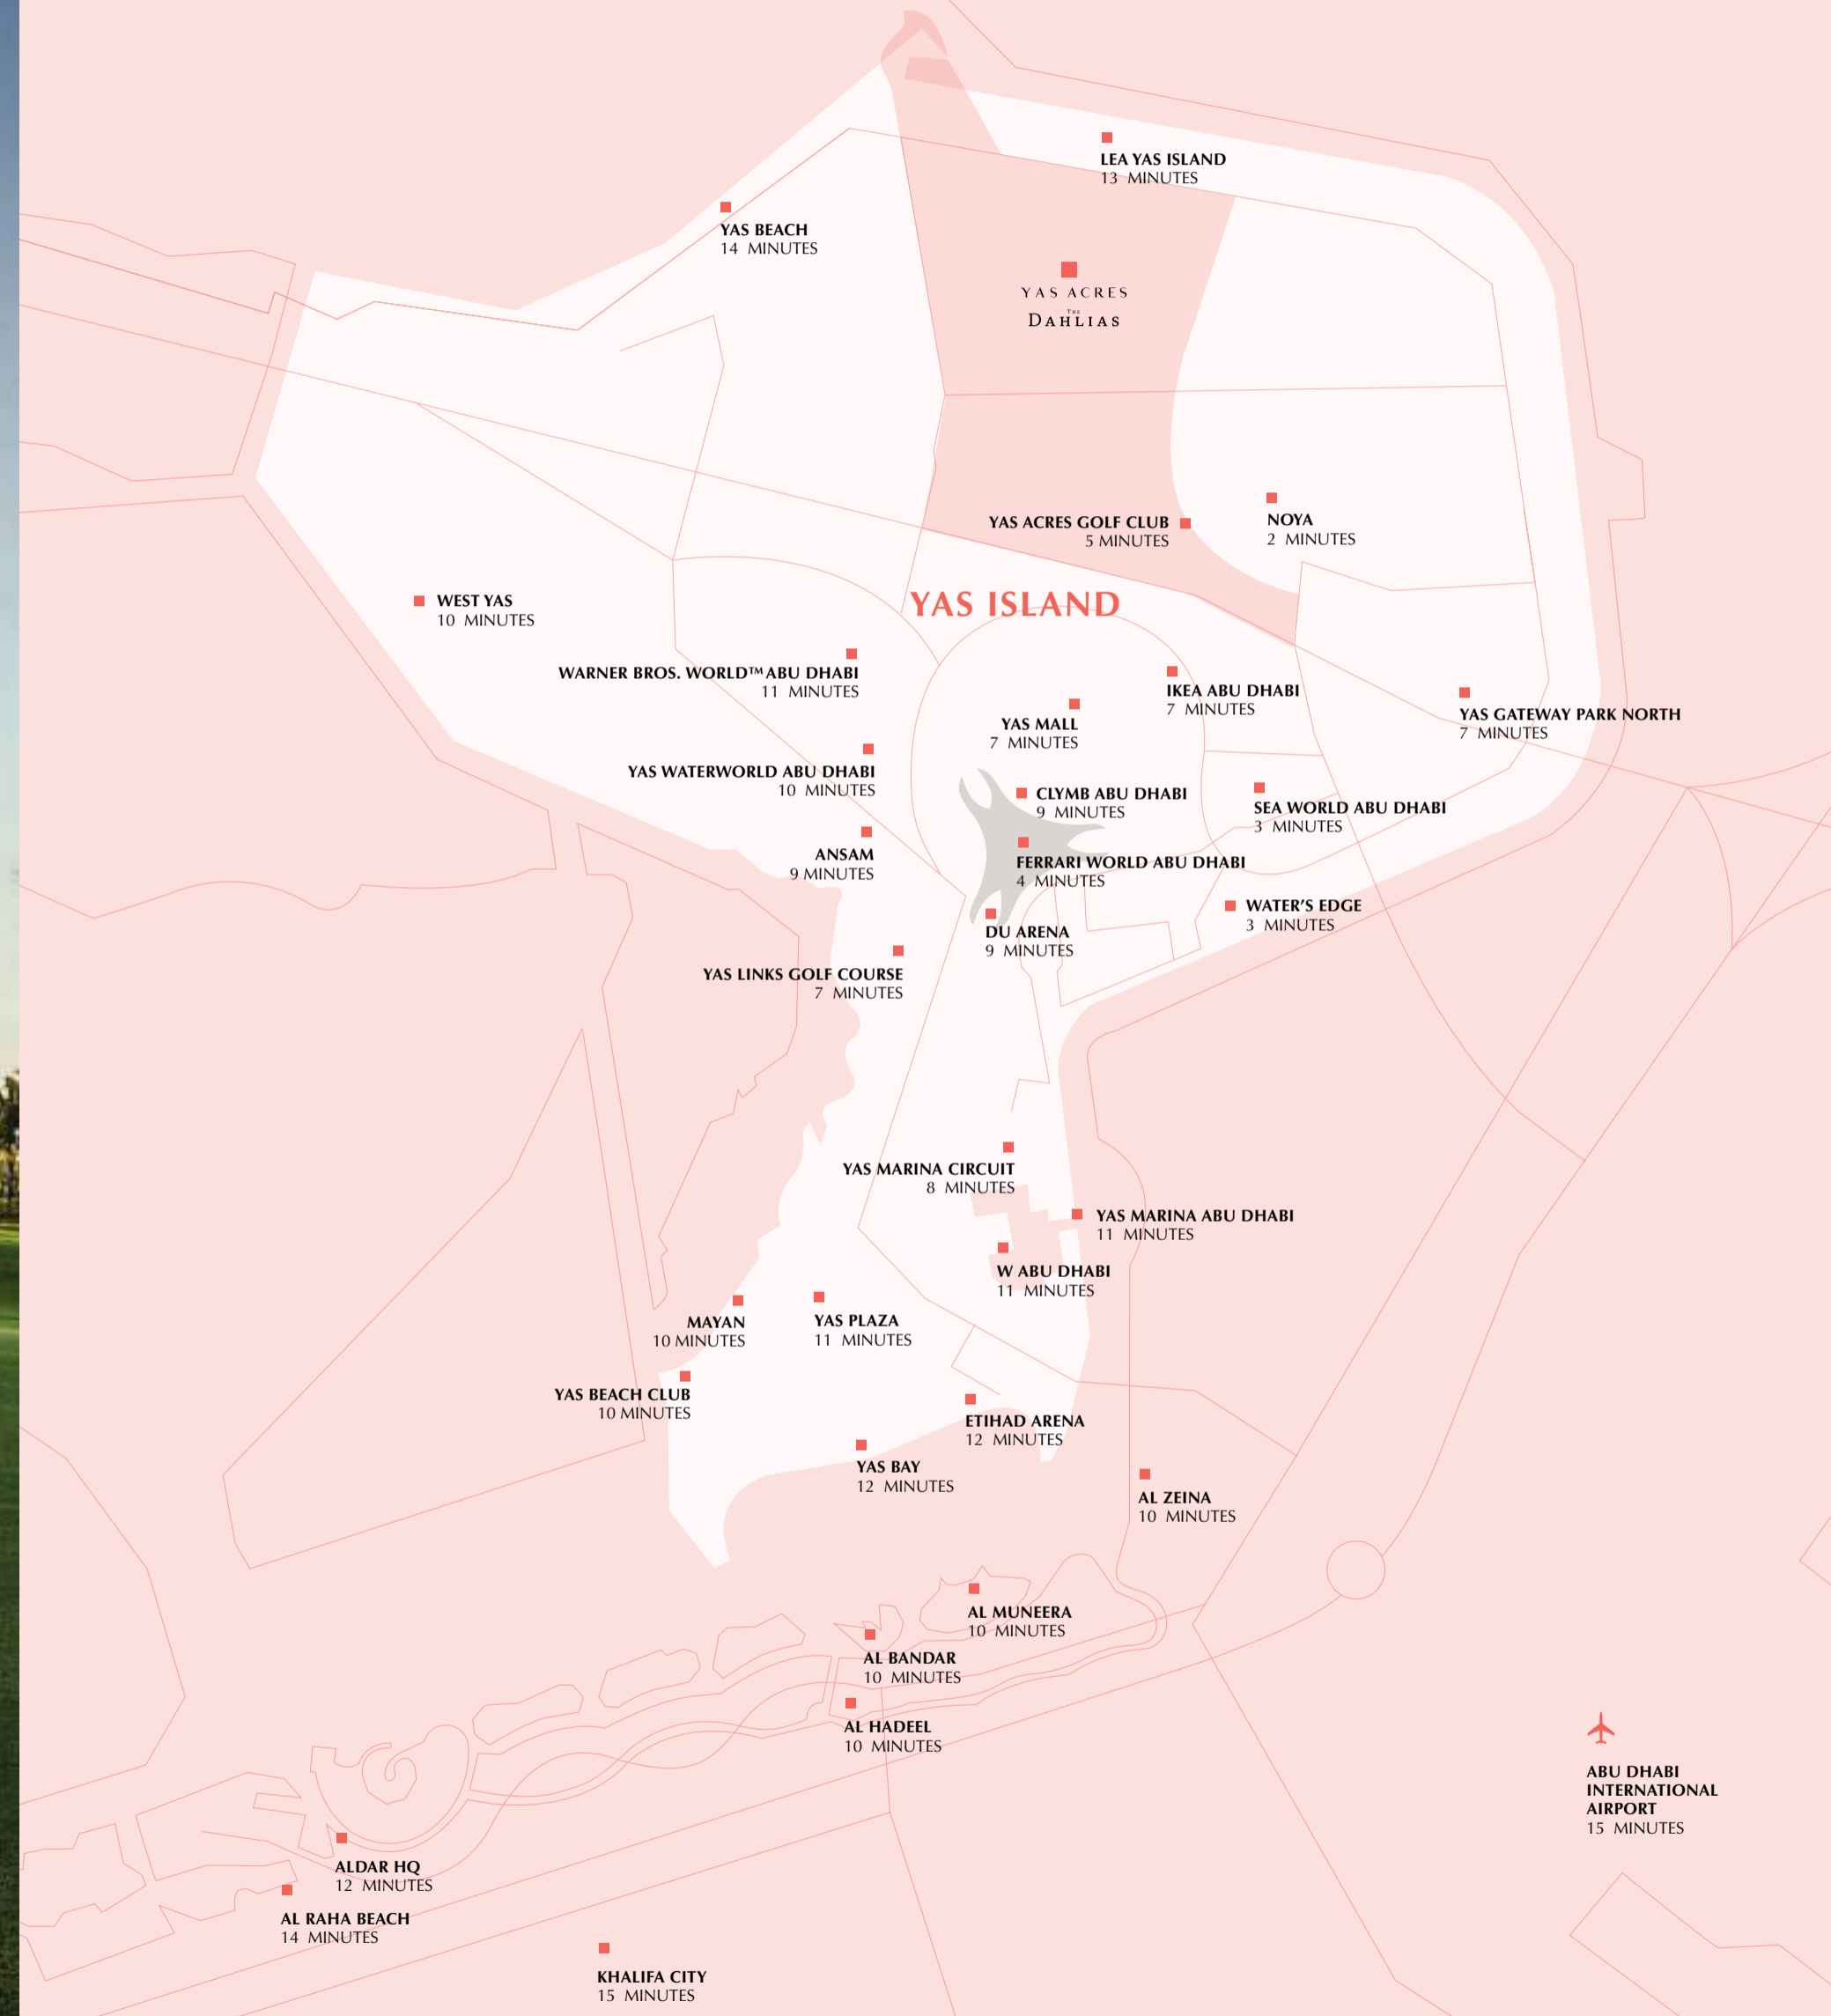 LEA YAS ISLAND
13 MINUTES
YAS BEACH
14 MINUTES
YAS ACRES
THE
DAHLIAS
YAS ACRES GOLF CLUB
5 MINUTES
NOYA
2 MINUTES
YAS ISLAND
WEST YAS
10 MINUTES
WARNER BROS. WORLD™ ABU DHABI
11 MINUTES
IKEA ABU DHABI
7 MINUTES
YAS MALL
7 MINUTES
YAS GATEWAY PARK NORTH
7 MINUTES
YAS WATERWORLD ABU DHABI
10 MINUTES
CLYMB ABU DHABI
9 MINUTES
SEA WORLD ABU DHABI
3 MINUTES
ANSAM
9 MINUTES
FERRARI WORLD ABU DHABI
4 MINUTES
WATER'S EDGE
3 MINUTES
DU ARENA
9 MINUTES
YAS LINKS GOLF COURSE
7 MINUTES
YAS MARINA CIRCUIT
8 MINUTES
YAS MARINA ABU DHABI
11 MINUTES
W ABU DHABI
11 MINUTES
MAYAN
10 MINUTES
YAS PLAZA
11 MINUTES
YAS BEACH CLUB
10 MINUTES
ETIHAD ARENA
12 MINUTES
YAS BAY
12 MINUTES
AL ZEINA
10 MINUTES
AL MUNEERA
10 MINUTES
AL BANDAR
10 MINUTES
AL HADEEL
10 MINUTES
ABU DHABI
INTERNATIONAL
AIRPORT
15 MINUTES
ALDAR HQ
12 MINUTES
AL RAHA BEACH
14 MINUTES
KHALIFA CITY
15 MINUTES